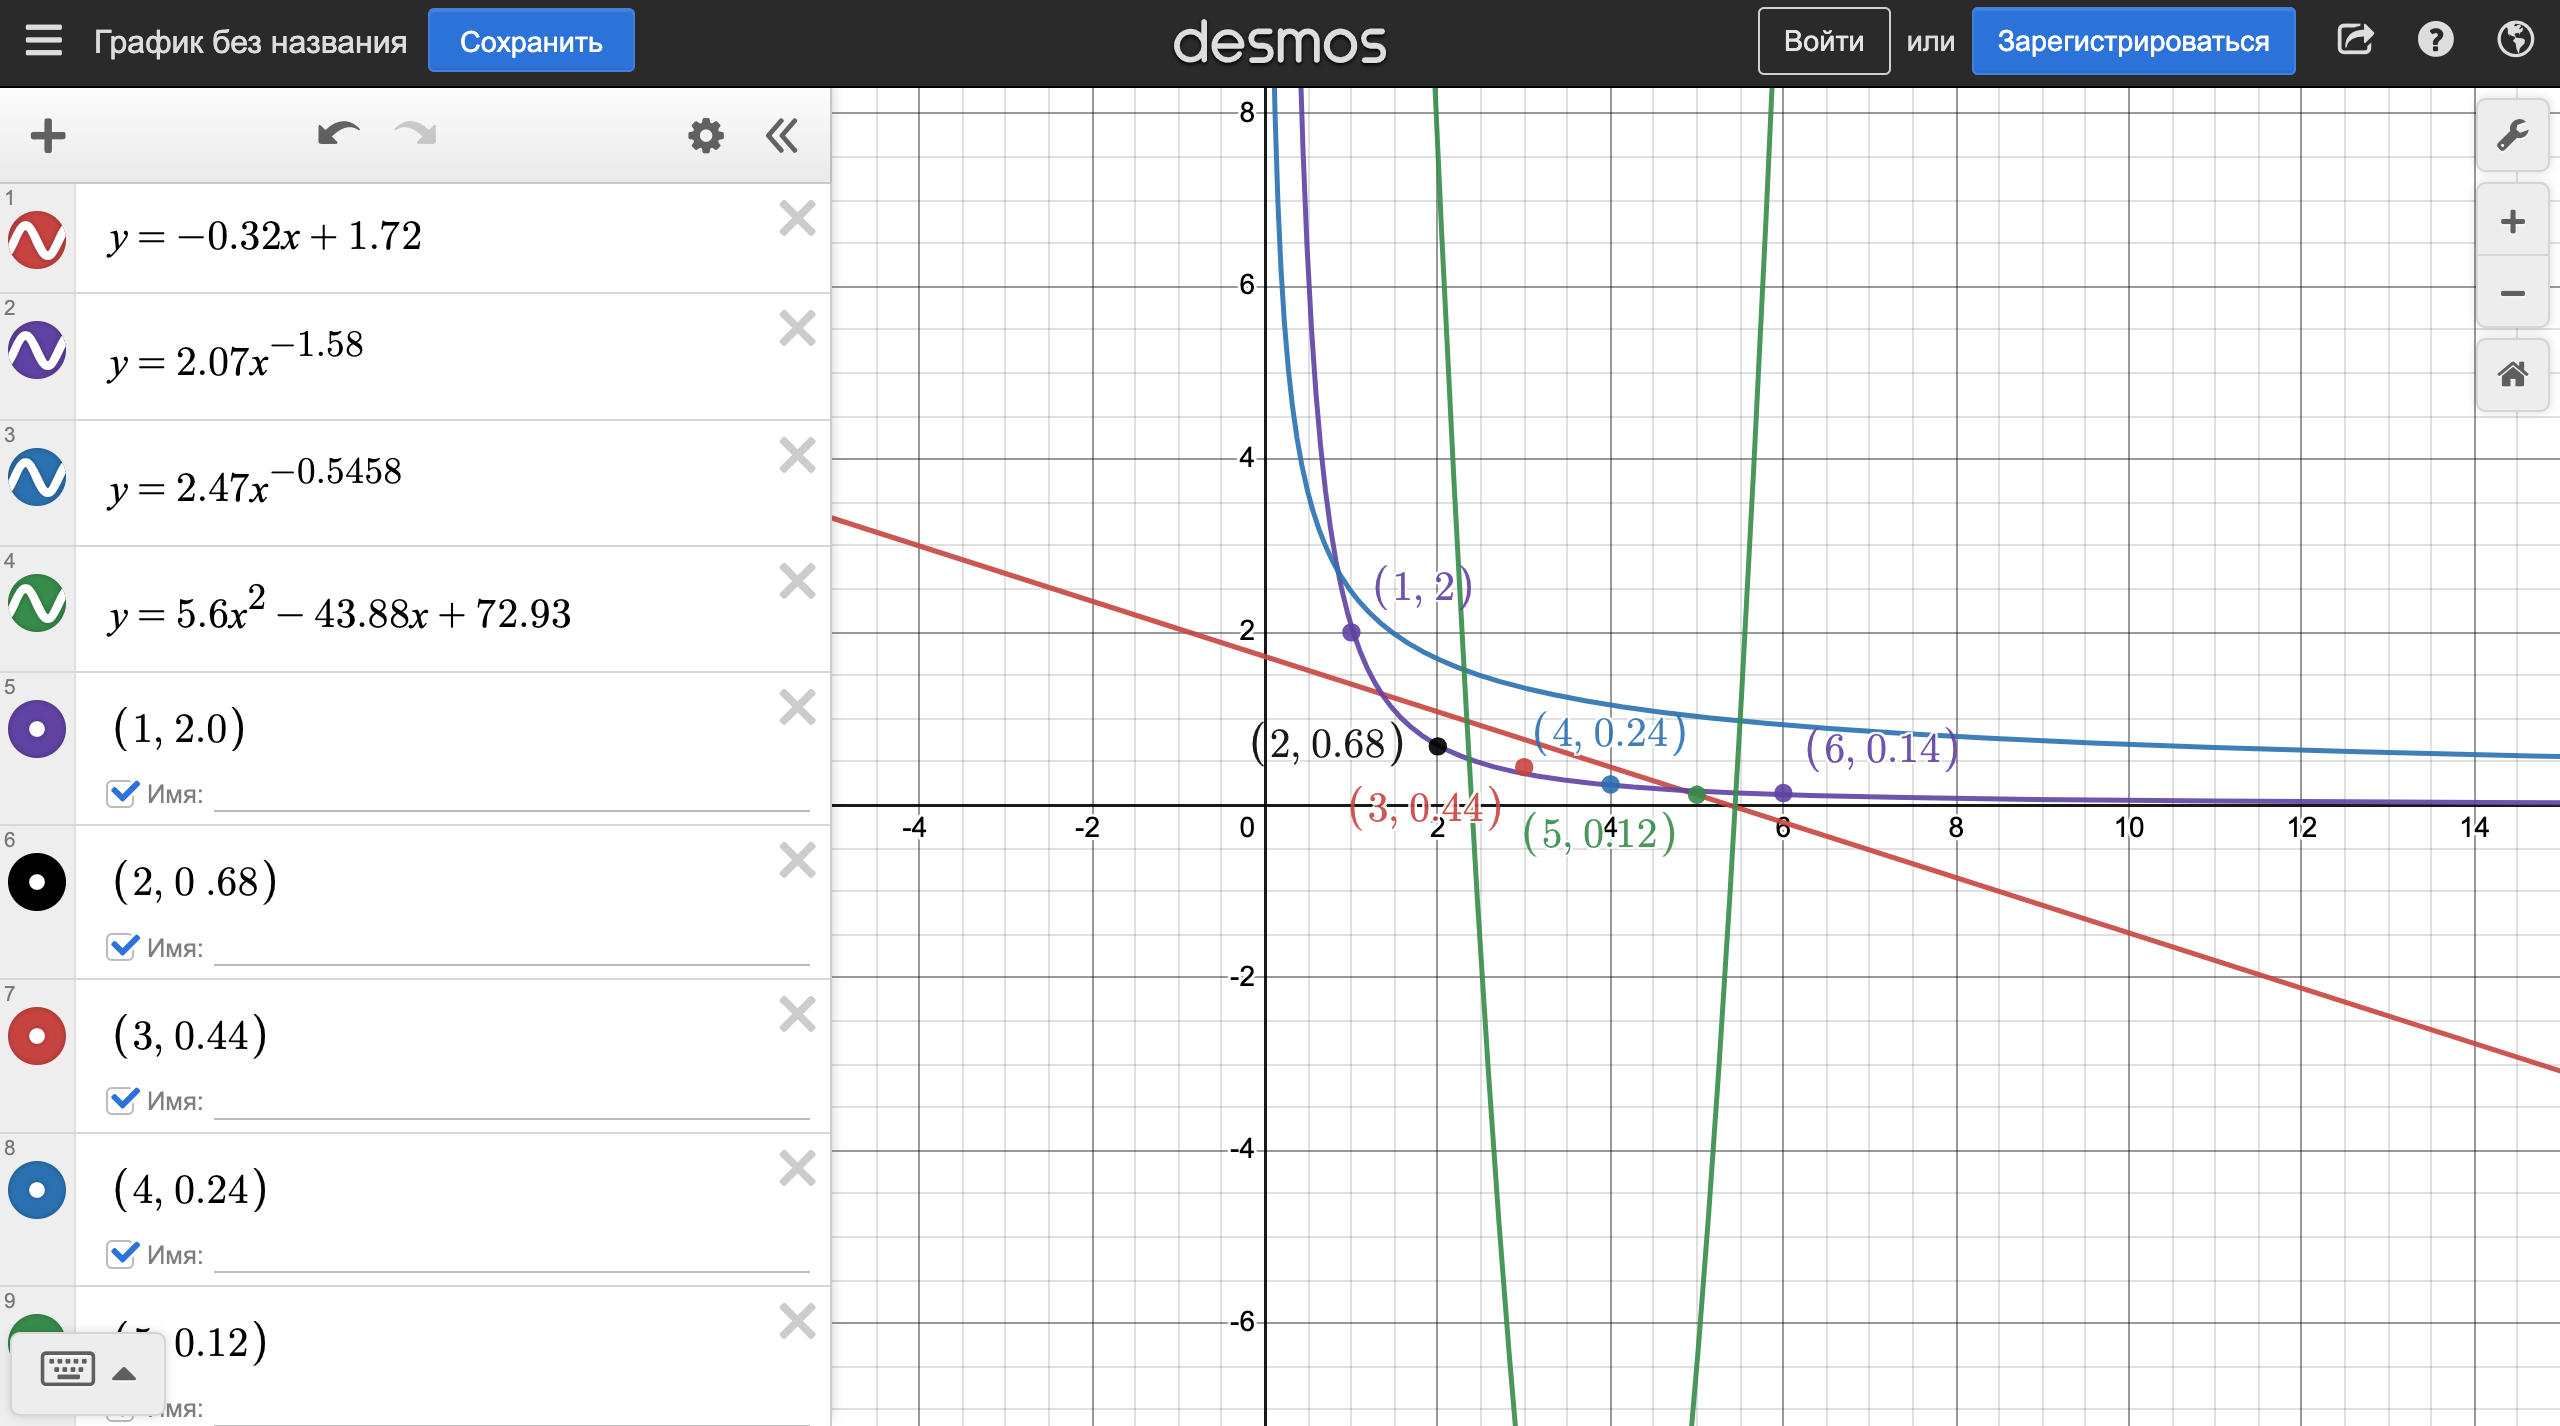 График без названия
Сохранить
desmos
Войти
или
Зарегистрироваться
1
y = −0.32x + 1.72
2
y = 2.07x^−1.58
3
y = 2.47x^−0.5458
4
y = 5.6x^2 − 43.88x + 72.93
5
(1, 2.0)
Имя:
6
(2, 0 .68)
Имя:
7
(3, 0.44)
Имя:
8
(4, 0.24)
Имя:
9
0.12)
мя:
8
6
4
(1, 2)
2
(2, 0.68)
(4, 0.24)
(6, 0.14)
(3, 0.44)
-4
-2
0
2
4
6
8
10
12
14
(5, 0.12)
-2
-4
-6